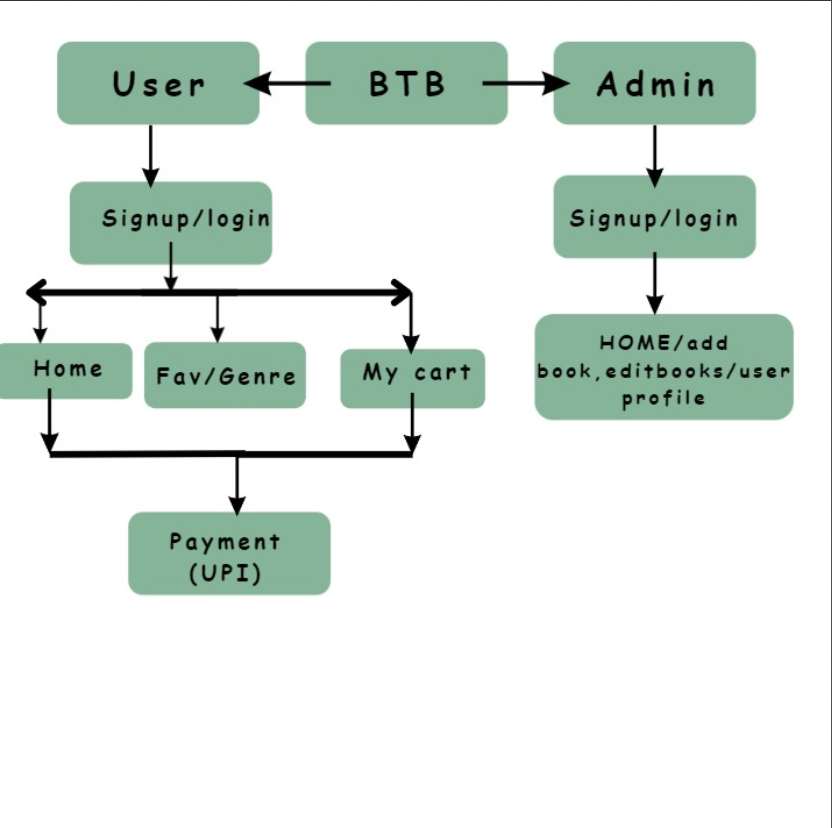 User
BTB
Admin
Signup/login
Signup/login
Home
Fav/Genre
My cart
HOME/add
book,editbooks/user
profile
Payment
(UPI)